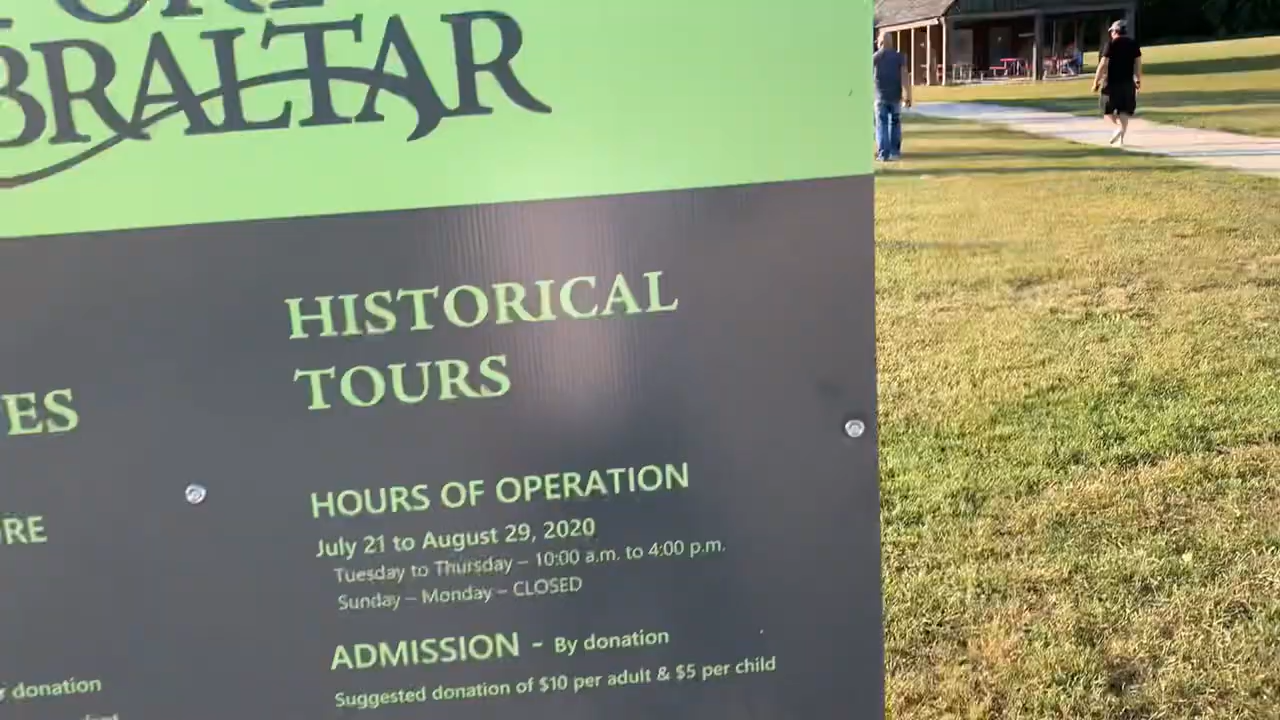 HISTORICAL
TOURS
HOURS OF OPERATION
July 21 to August 29, 2020
Tuesday to Thursday – 10:00 a.m. to 4:00 p.m.
Sunday – Monday – CLOSED
ADMISSION - By donation
Suggested donation of $10 per adult & $5 per child
BRALTAR
ES
RE
donation